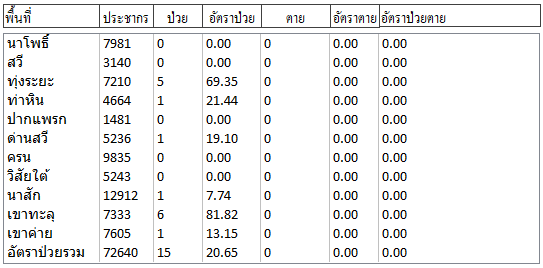 พื้นที่ ประชากร ป่วย อัตราป่วย ตาย อัตราตาย อัตราป่วยตาย
นาโพธิ์ 7981 0 0.00 0 0.00 0.00
สวี 3140 0 0.00 0 0.00 0.00
ทุ่งระยะ 7210 5 69.35 0 0.00 0.00
ท่าหิน 4664 1 21.44 0 0.00 0.00
ปากแพรก 1481 0 0.00 0 0.00 0.00
ด่านสวี 5236 1 19.10 0 0.00 0.00
ครน 9835 0 0.00 0 0.00 0.00
วิสัยใต้ 5243 0 0.00 0 0.00 0.00
นาสัก 12912 1 7.74 0 0.00 0.00
เขาทะลุ 7333 6 81.82 0 0.00 0.00
เขาค่าย 7605 1 13.15 0 0.00 0.00
อัตราป่วยรวม 72640 15 20.65 0 0.00 0.00